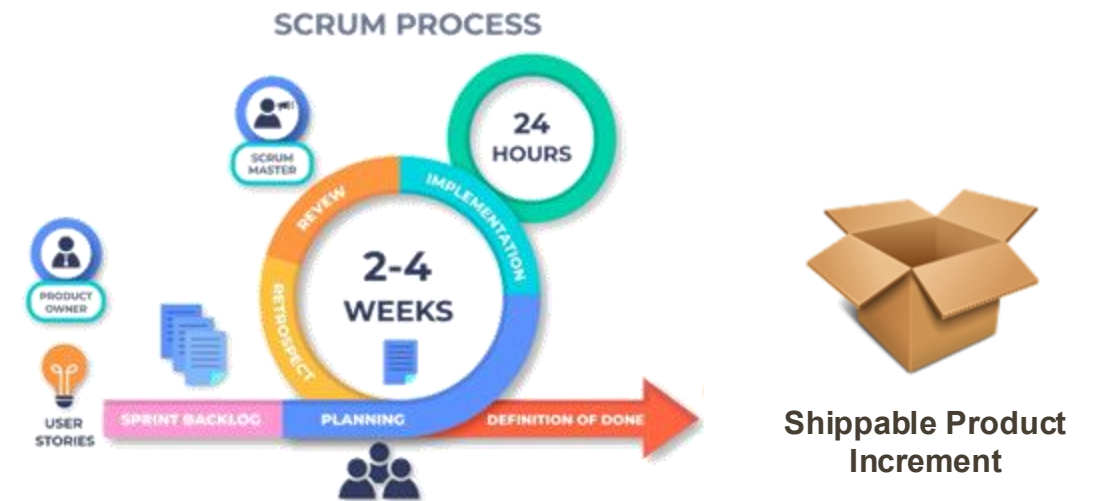 SCRUM PROCESS
24
HOURS
SCRUM
MASTER
REVIEW
IMPLEMENTATION
2-4
WEEKS
RETROSPECT
PRODUCT
OWNER
USER
STORIES
SPRINT BACKLOG
PLANNING
DEFINITION OF DONE
Shippable Product
Increment